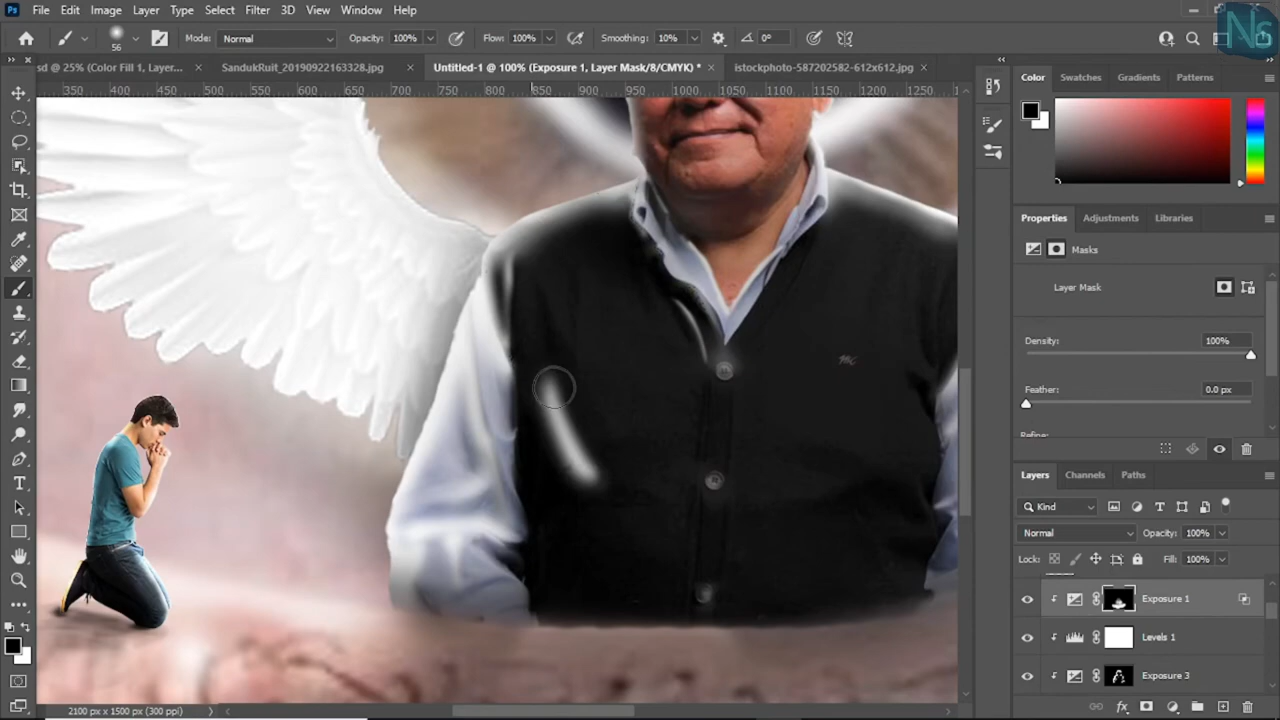 Ps File Edit Image Layer Type Select Filter 3D View Window Help
Ns
56 Mode: Normal Opacity: 100% Flow: 100% Smoothing: 10% 0°
sd @ 25% (Color Fill 1, Layer... SandukRuit_20190922163328.jpg Untitled-1 @ 100% (Exposure 1, Layer Mask/8/CMYK) * istockphoto-587202582-612x612.jpg
Color Swatches Gradients Patterns
350 400 450 500 550 600 650 700 750 800 850 900 950 1000 1050 1100 1150 1200 1250
Properties Adjustments Libraries
Masks
Layer Mask
Density: 100%
Feather: 0.0 px
Refine:
Layers Channels Paths
Kind
Normal Opacity: 100%
Lock: Fill: 100%
Exposure 1
Levels 1
Exposure 3
2100 px x 1500 px (300 ppi)